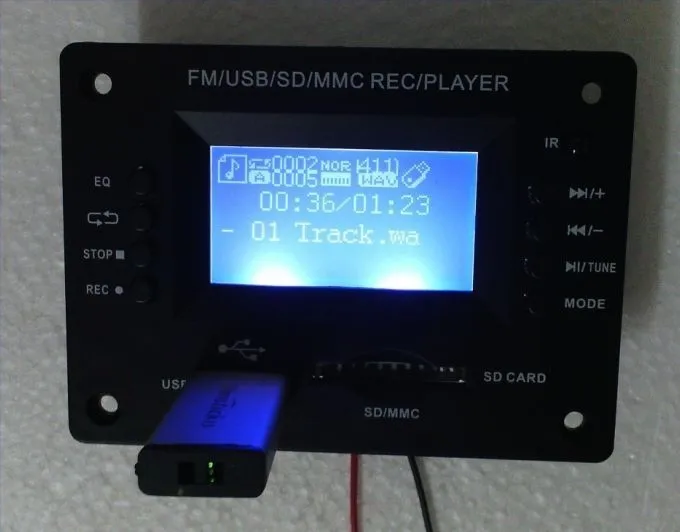 FM/USB/SD/MMC REC/PLAYER
IR
0002 NOR 1411
A 0005 WAV
00:36/01:23
- 01 Track.wa
EQ
STOP
REC
/+
/-
/TUNE
MODE
USB
SD CARD
SD/MMC